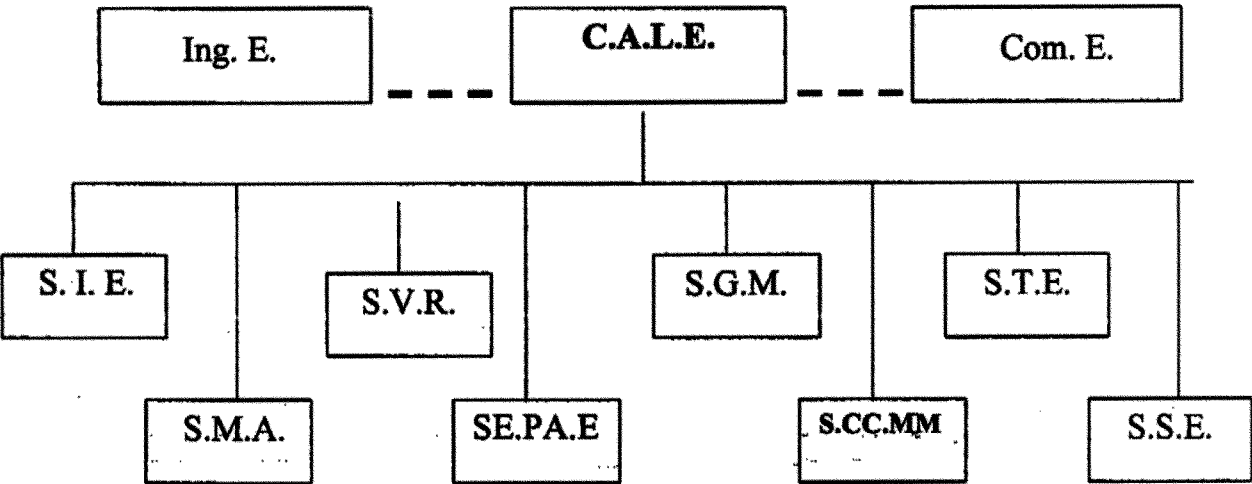 Ing. E.
C.A.L.E.
Com. E.
S. I. E.
S.V.R.
S.G.M.
S.T.E.
S.M.A.
SE.PA.E
S.CC.MM
S.S.E.